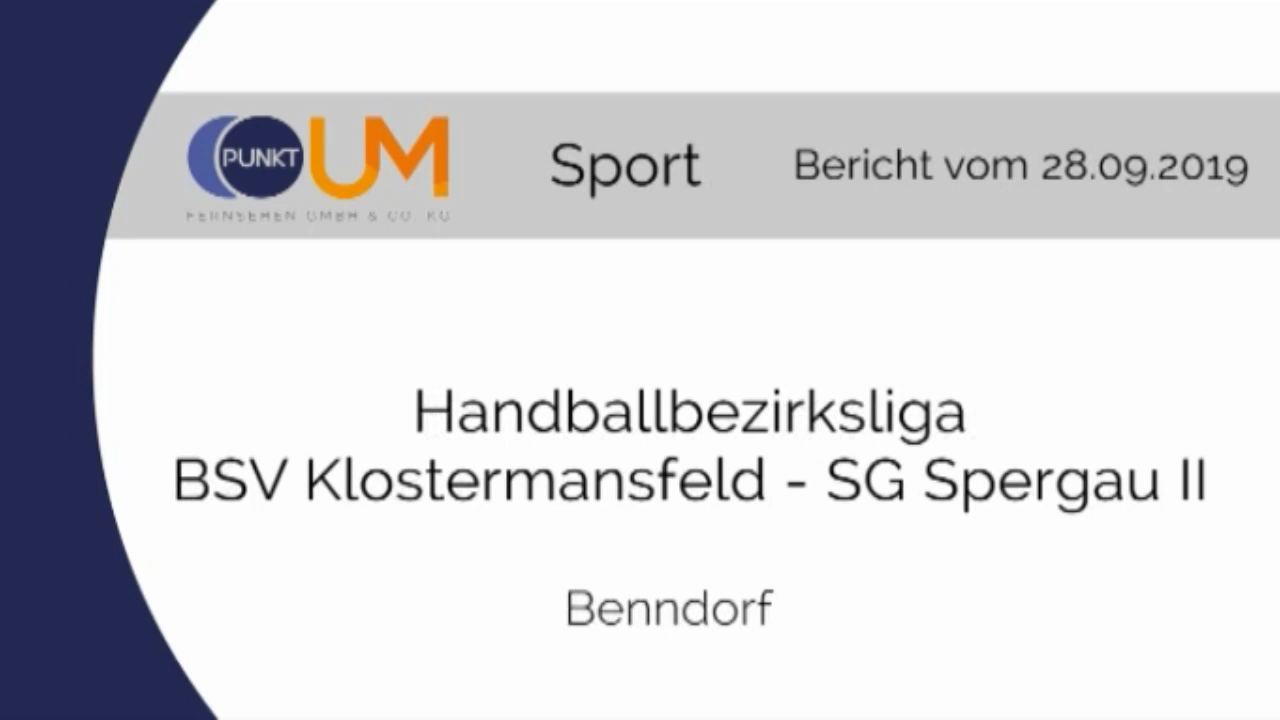 PUNKT UM Sport Bericht vom 28.09.2019
FERNSEHEN GMBH & CO. KG
Handballbezirksliga
BSV Klostermansfeld - SG Spergau II
Benndorf